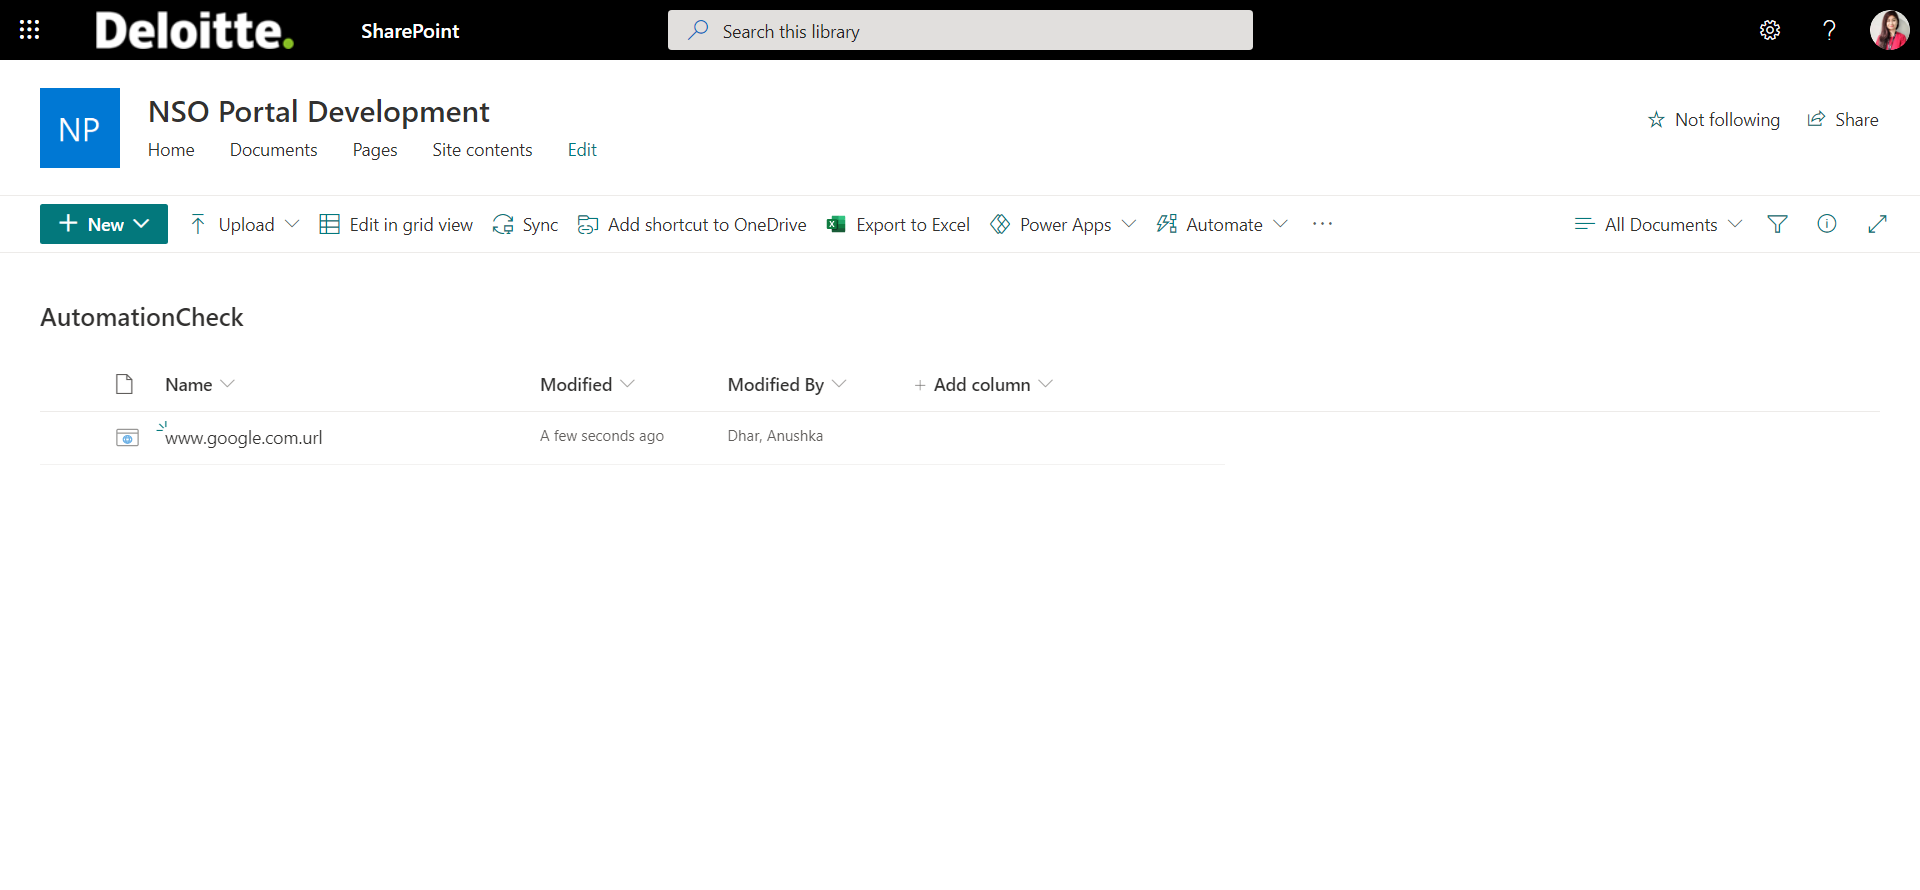 Deloitte.
SharePoint
Search this library
?
NP
NSO Portal Development
Home Documents Pages Site contents Edit
Not following Share
New Upload Edit in grid view Sync Add shortcut to OneDrive Export to Excel Power Apps Automate ... All Documents
AutomationCheck
Name Modified Modified By + Add column
www.google.com.url A few seconds ago Dhar, Anushka